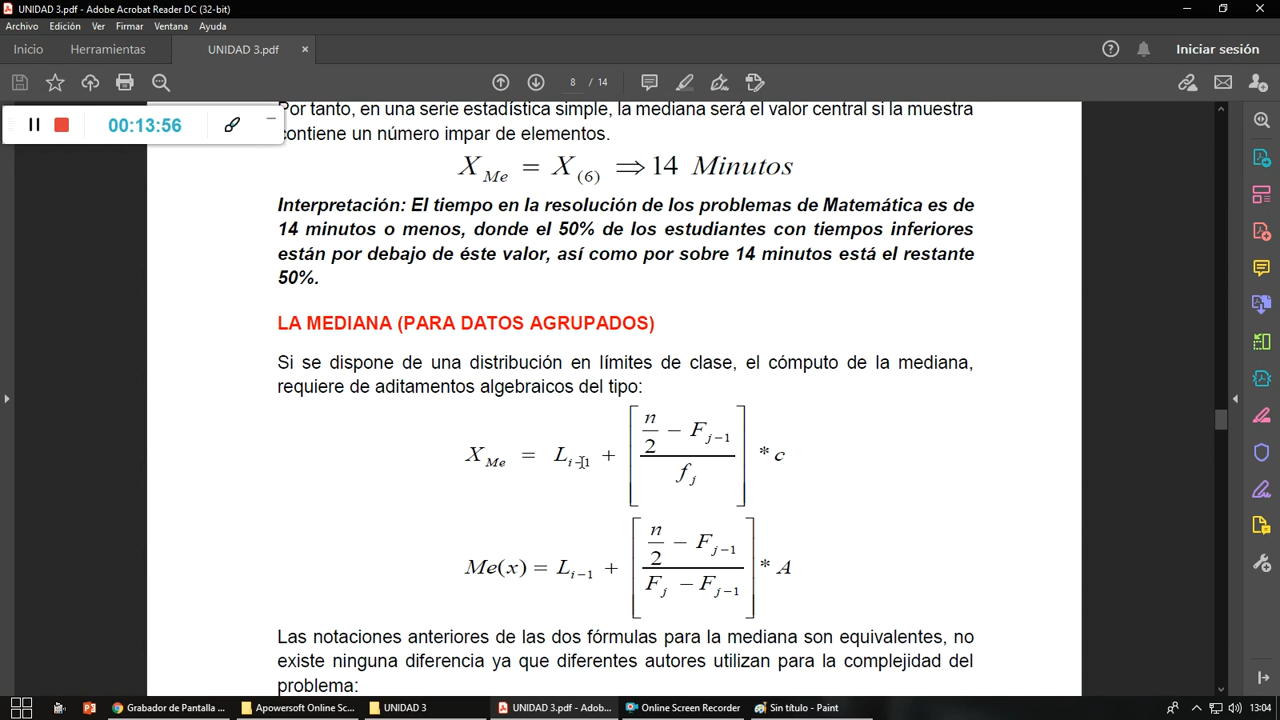 UNIDAD 3.pdf - Adobe Acrobat Reader DC (32-bit)
Archivo Edición Ver Firmar Ventana Ayuda
Inicio Herramientas UNIDAD 3.pdf × Iniciar sesión
8 / 14
00:13:56
Por tanto, en una serie estadística simple, la mediana será el valor central si la muestra
contiene un número impar de elementos.
X_{Me} = X_{(6)} ⇒ 14 Minutos
Interpretación: El tiempo en la resolución de los problemas de Matemática es de
14 minutos o menos, donde el 50% de los estudiantes con tiempos inferiores
están por debajo de éste valor, así como por sobre 14 minutos está el restante
50%.
LA MEDIANA (PARA DATOS AGRUPADOS)
Si se dispone de una distribución en límites de clase, el cómputo de la mediana,
requiere de aditamentos algebraicos del tipo:
X_{Me} = L_{i-1} + [ (n/2 - F_{j-1}) / f_j ] * c
Me(x) = L_{i-1} + [ (n/2 - F_{j-1}) / (F_j - F_{j-1}) ] * A
Las notaciones anteriores de las dos fórmulas para la mediana son equivalentes, no
existe ninguna diferencia ya que diferentes autores utilizan para la complejidad del
problema:
Grabador de Pantalla ... Apowersoft Online Sc... UNIDAD 3 UNIDAD 3.pdf - Adob... Online Screen Recorder Sin título - Paint 13:04